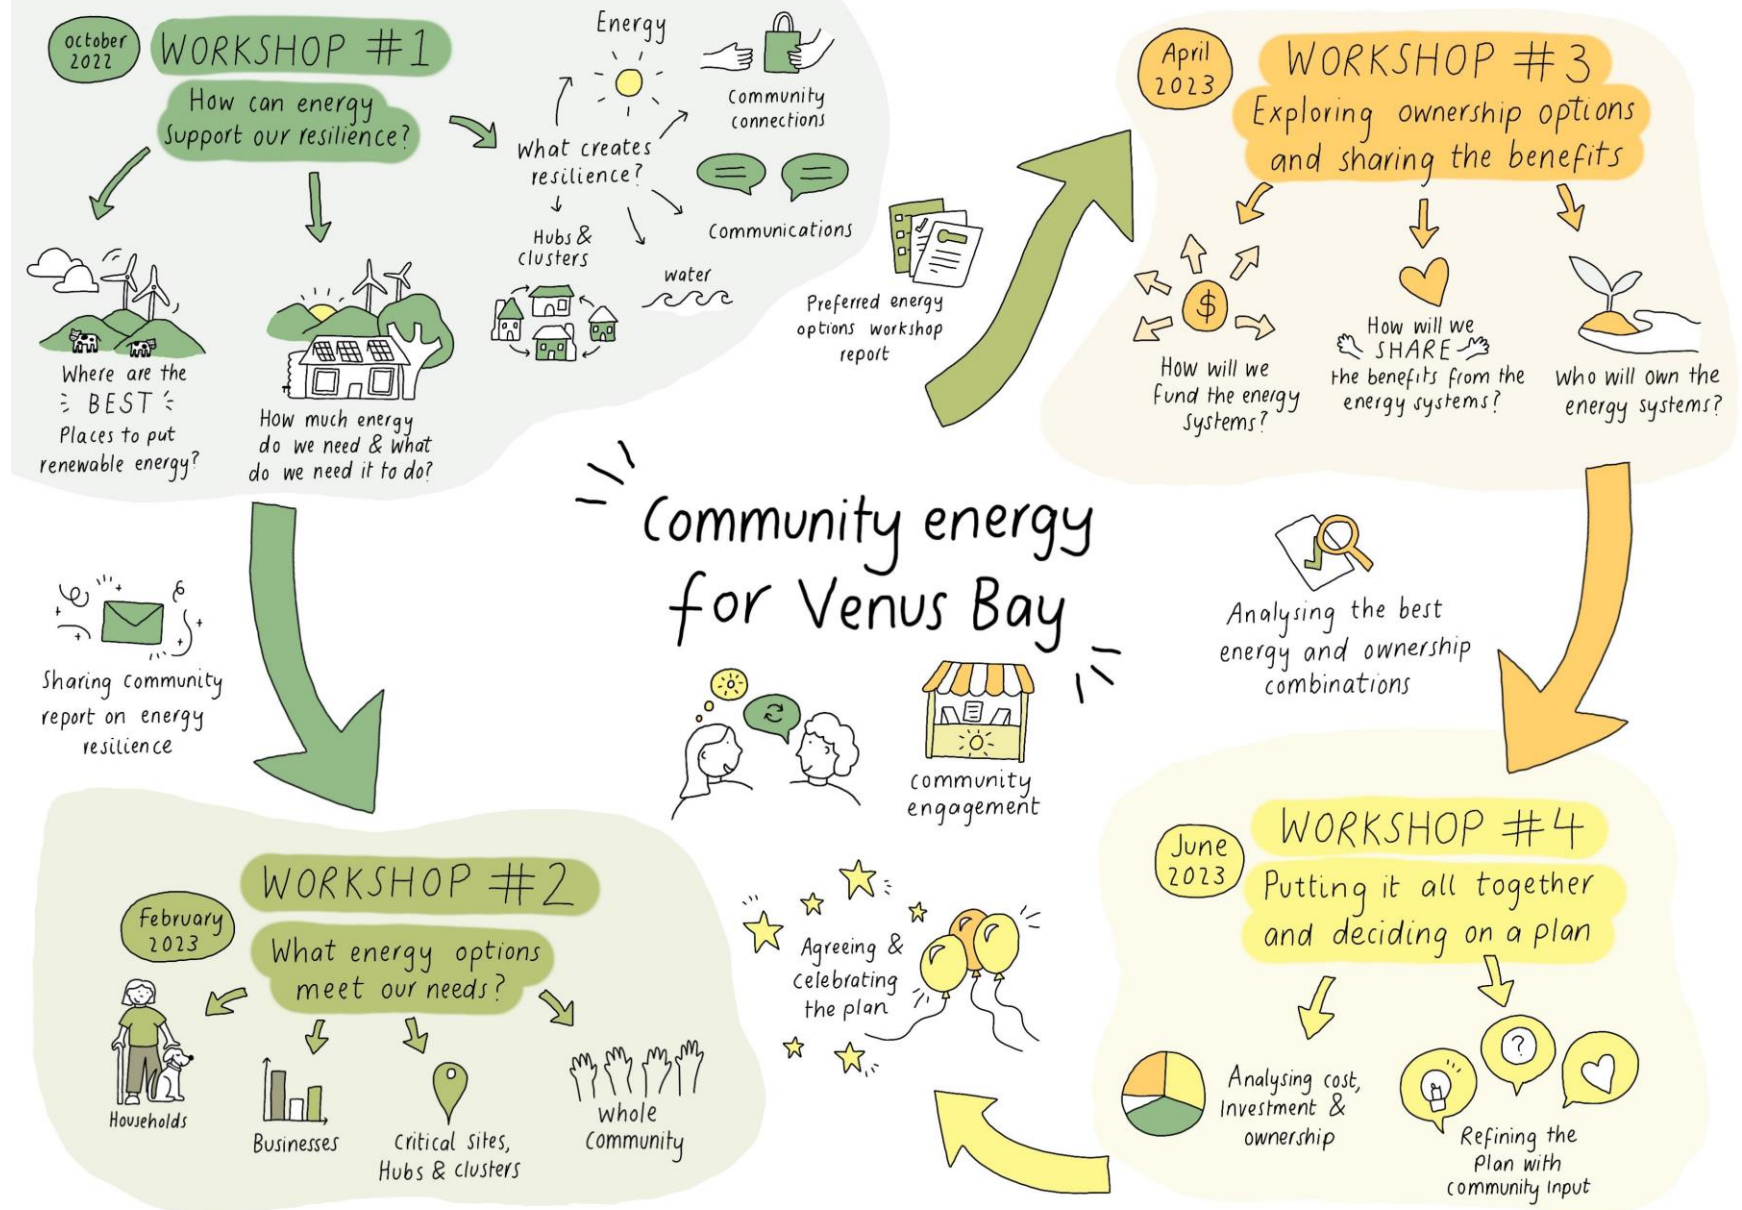 October
2022
WORKSHOP #1
How can energy
support our resilience?
Energy
What creates
resilience?
Community
connections
Communications
Hubs &
clusters
water
Where are the
BEST
Places to put
renewable energy?
How much energy
do we need & what
do we need it to do?
Sharing community
report on energy
resilience
February
2023
WORKSHOP #2
What energy options
meet our needs?
Households
Businesses
Critical sites,
Hubs & clusters
Whole
Community
Preferred energy
options workshop
report
April
2023
WORKSHOP #3
Exploring ownership options
and sharing the benefits
$
How will we
fund the energy
systems?
How will we
SHARE
the benefits from the
energy systems?
Who will own the
energy systems?
Analysing the best
energy and ownership
combinations
June
2023
WORKSHOP #4
Putting it all together
and deciding on a plan
Analysing cost,
Investment &
ownership
?
Refining the
Plan with
community Input
Agreeing &
celebrating
the plan
Community energy
for Venus Bay
community
engagement